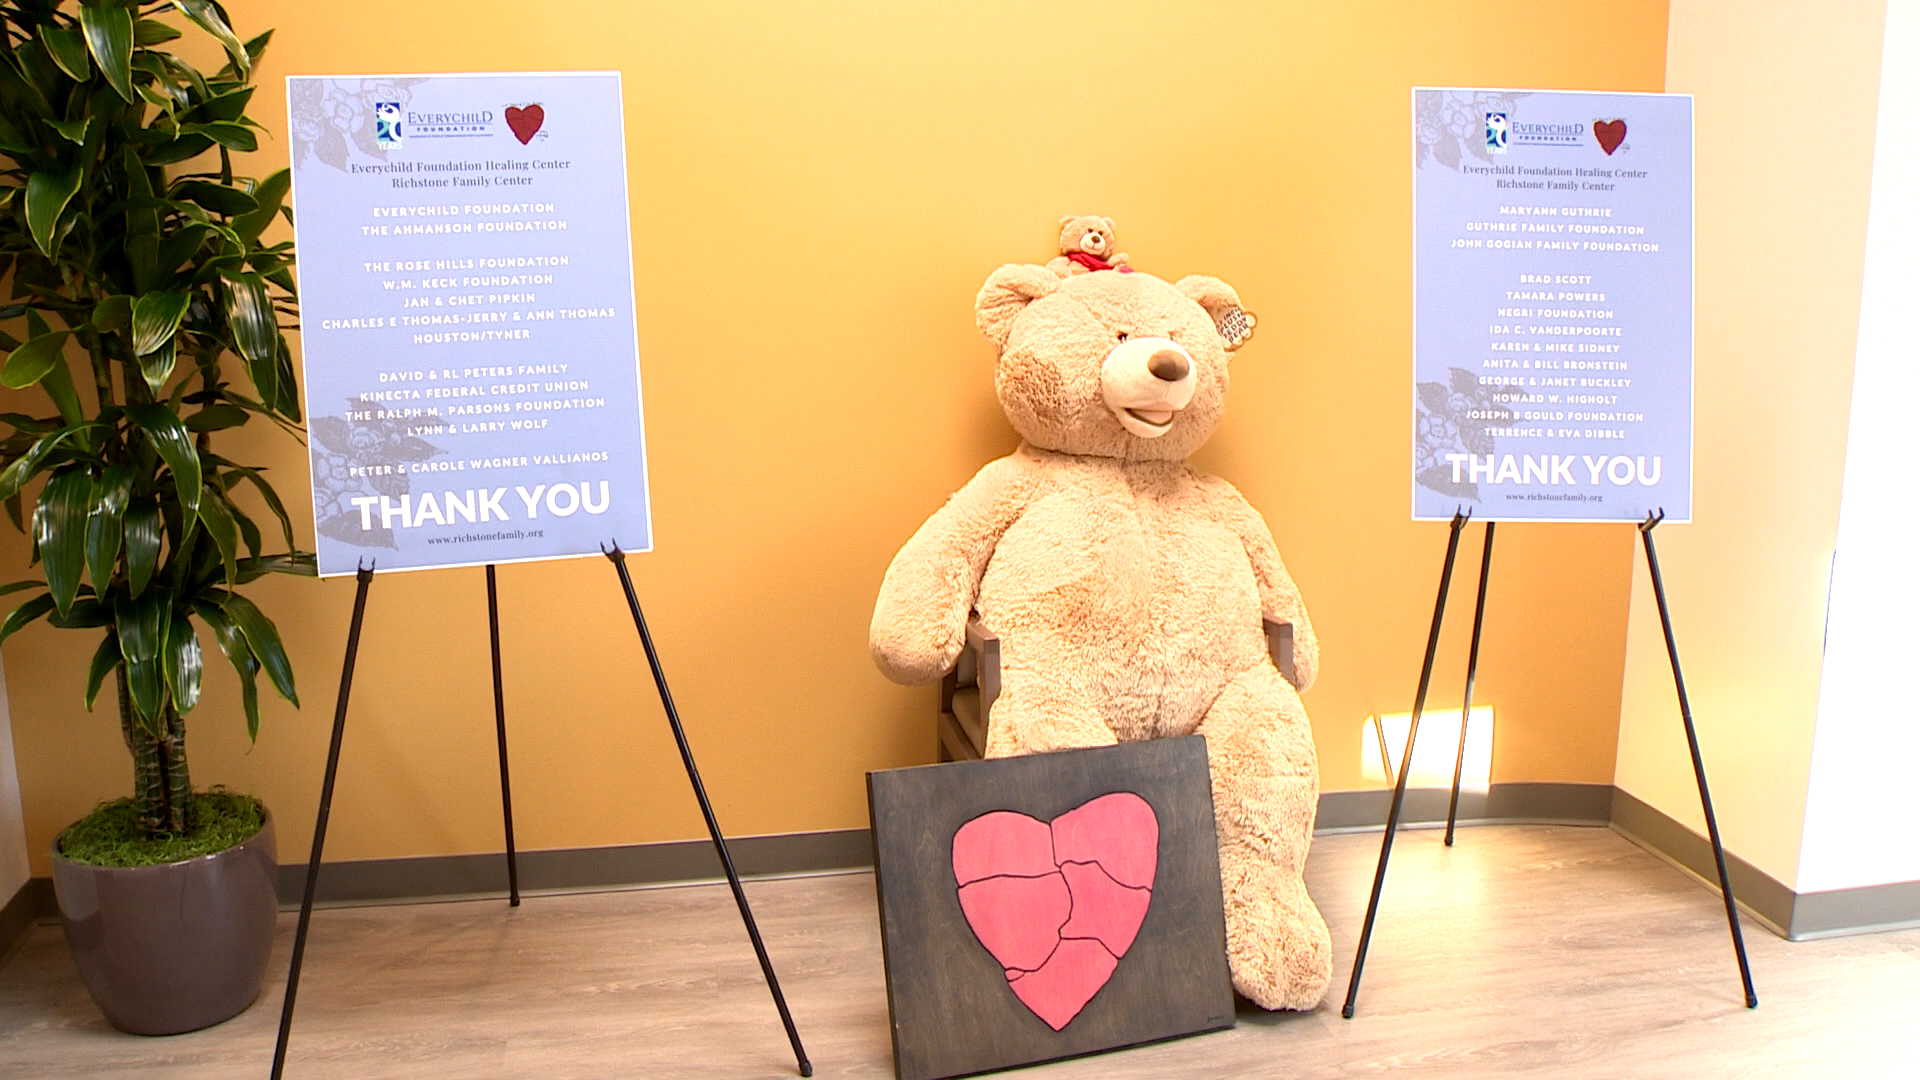 20
YEARS
EVERYCHILD
FOUNDATION
Everychild Foundation Healing Center
Richstone Family Center
EVERYCHILD FOUNDATION
THE AHMANSON FOUNDATION
THE ROSE HILLS FOUNDATION
W.M. KECK FOUNDATION
JAN & CHET PIPKIN
CHARLES E THOMAS-JERRY & ANN THOMAS
HOUSTON/TYNER
DAVID & RL PETERS FAMILY
KINECTA FEDERAL CREDIT UNION
THE RALPH M. PARSONS FOUNDATION
LYNN & LARRY WOLF
PETER & CAROLE WAGNER VALLIANOS
THANK YOU
www.richstonefamily.org
20
YEARS
EVERYCHILD
FOUNDATION
Everychild Foundation Healing Center
Richstone Family Center
MARYANN GUTHRIE
GUTHRIE FAMILY FOUNDATION
JOHN GOGIAN FAMILY FOUNDATION
BRAD SCOTT
TAMARA POWERS
NEGRI FOUNDATION
IDA C. VANDERPOORTE
KAREN & MIKE SIDNEY
ANITA & BILL BRONSTEIN
GEORGE & JANET BUCKLEY
HOWARD W. HIGHOLT
JOSEPH B GOULD FOUNDATION
TERRENCE & EVA DIBBLE
THANK YOU
www.richstonefamily.org